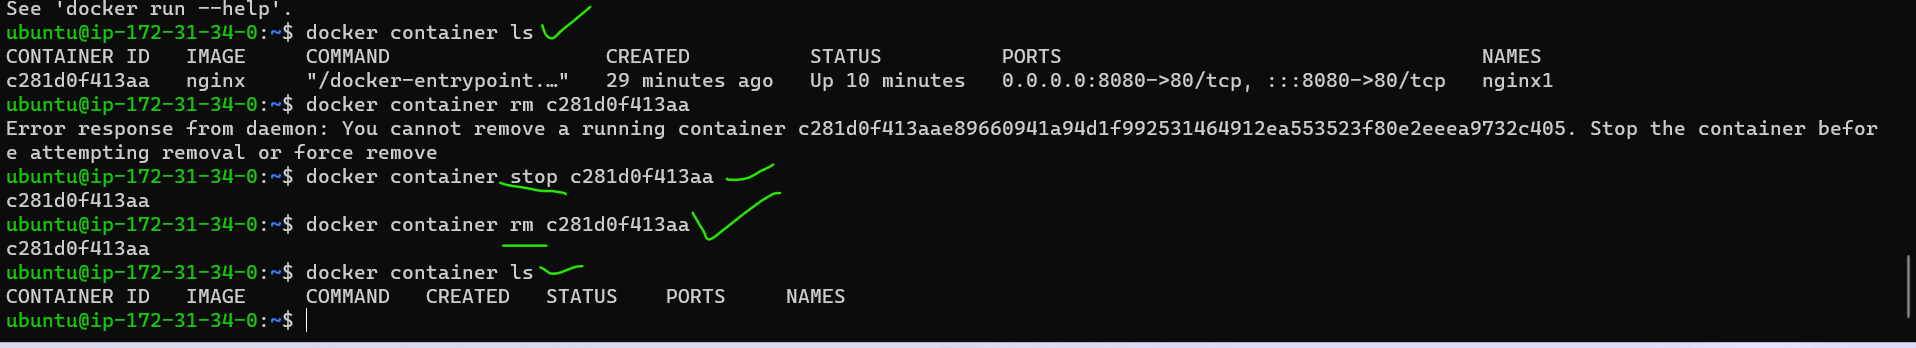 See 'docker run --help'.
ubuntu@ip-172-31-34-0:~$ docker container ls
CONTAINER ID   IMAGE     COMMAND                  CREATED          STATUS          PORTS                                   NAMES
c281d0f413aa   nginx     "/docker-entrypoint.…"   29 minutes ago   Up 10 minutes   0.0.0.0:8080->80/tcp, :::8080->80/tcp   nginx1
ubuntu@ip-172-31-34-0:~$ docker container rm c281d0f413aa
Error response from daemon: You cannot remove a running container c281d0f413aae89660941a94d1f992531464912ea553523f80e2eeea9732c405. Stop the container befor
e attempting removal or force remove
ubuntu@ip-172-31-34-0:~$ docker container stop c281d0f413aa
c281d0f413aa
ubuntu@ip-172-31-34-0:~$ docker container rm c281d0f413aa
c281d0f413aa
ubuntu@ip-172-31-34-0:~$ docker container ls
CONTAINER ID   IMAGE     COMMAND   CREATED   STATUS    PORTS     NAMES
ubuntu@ip-172-31-34-0:~$